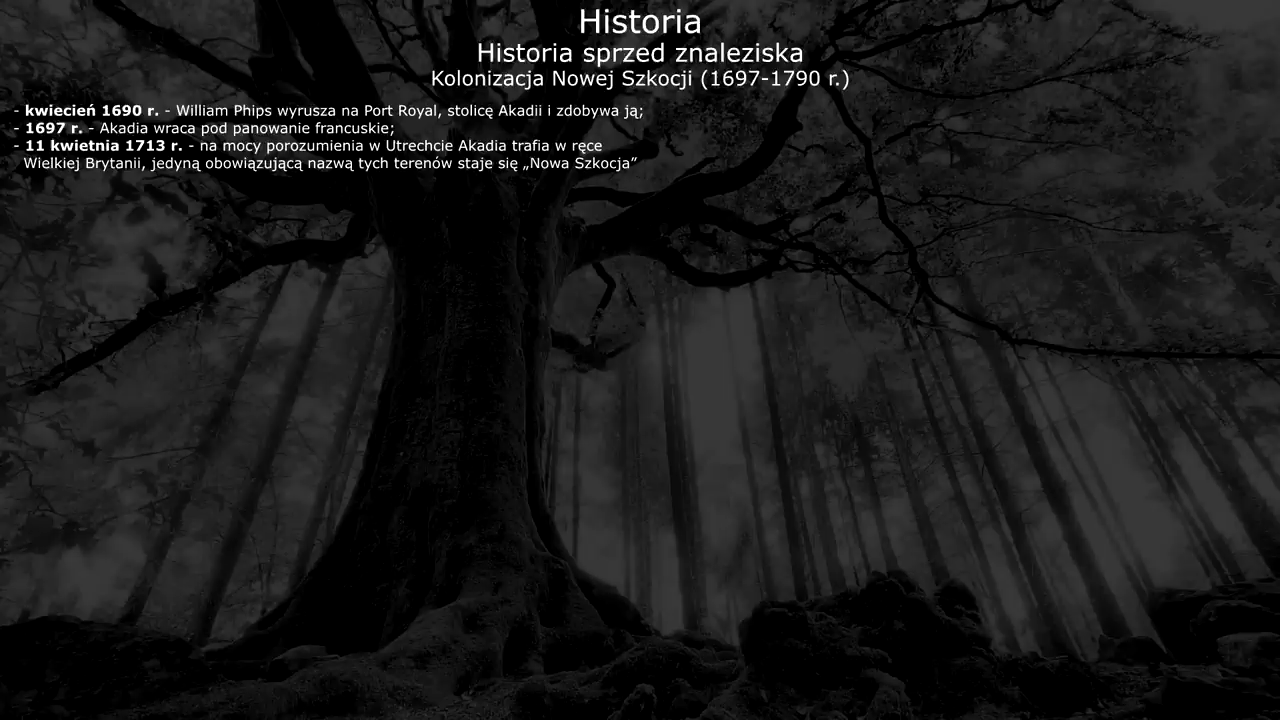 Historia
Historia sprzed znaleziska
Kolonizacja Nowej Szkocji (1697-1790 r.)
- kwiecień 1690 r. - William Phips wyrusza na Port Royal, stolicę Akadii i zdobywa ją;
- 1697 r. - Akadia wraca pod panowanie francuskie;
- 11 kwietnia 1713 r. - na mocy porozumienia w Utrechcie Akadia trafia w ręce
Wielkiej Brytanii, jedyną obowiązującą nazwą tych terenów staje się „Nowa Szkocja”